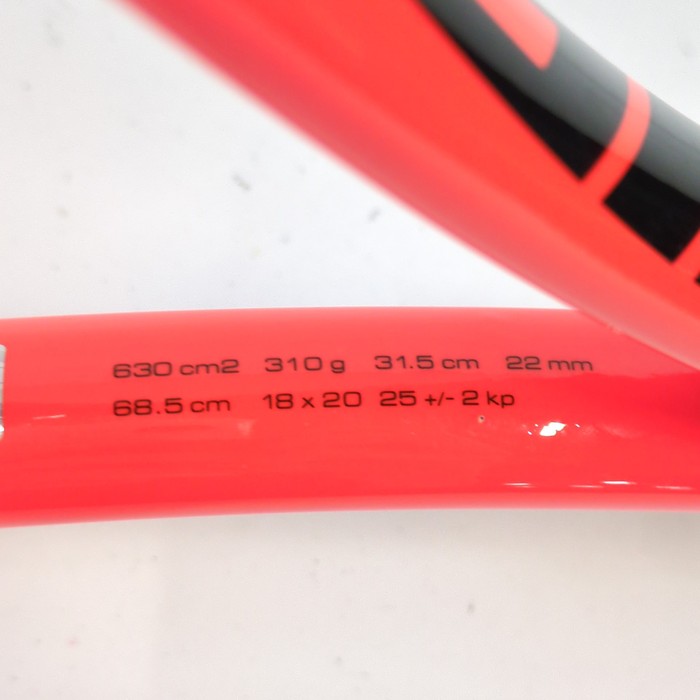 630 cm2 310 g 31.5 cm 22 mm
68.5 cm 18 x 20 25 +/- 2 kp